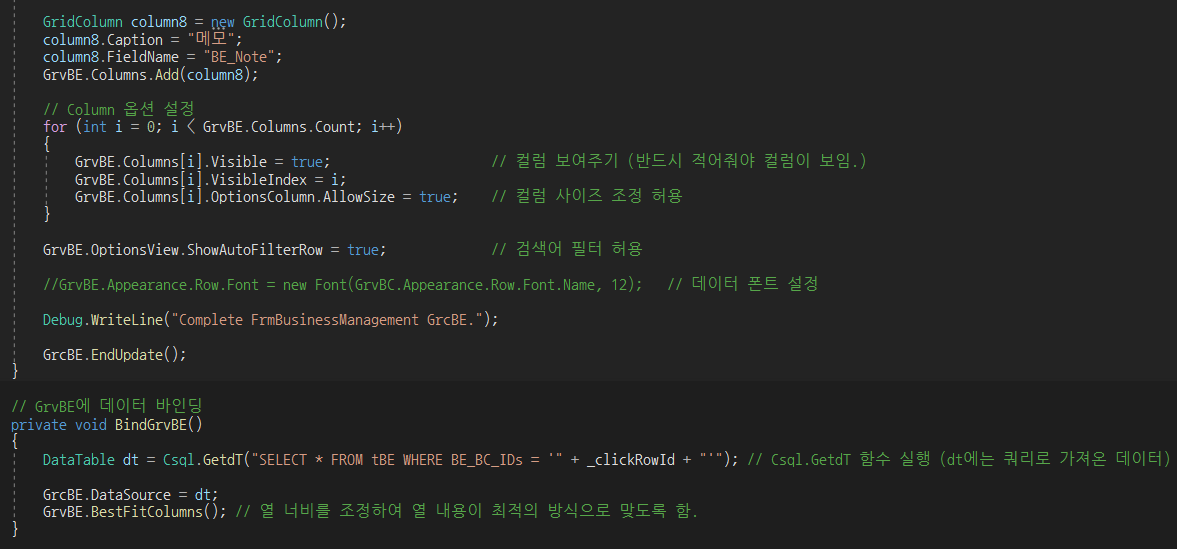 GridColumn column8 = new GridColumn();
column8.Caption = "메모";
column8.FieldName = "BE_Note";
GrvBE.Columns.Add(column8);
// Column 옵션 설정
for (int i = 0; i < GrvBE.Columns.Count; i++)
{
GrvBE.Columns[i].Visible = true; // 컬럼 보여주기 (반드시 적어줘야 컬럼이 보임.)
GrvBE.Columns[i].VisibleIndex = i;
GrvBE.Columns[i].OptionsColumn.AllowSize = true; // 컬럼 사이즈 조정 허용
}
GrvBE.OptionsView.ShowAutoFilterRow = true; // 검색어 필터 허용
//GrvBE.Appearance.Row.Font = new Font(GrvBC.Appearance.Row.Font.Name, 12); // 데이터 폰트 설정
Debug.WriteLine("Complete FrmBusinessManagement GrcBE.");
GrcBE.EndUpdate();
}
// GrvBE에 데이터 바인딩
private void BindGrvBE()
{
DataTable dt = Csql.GetdT("SELECT * FROM tBE WHERE BE_BC_IDs = '" + _clickRowId + "'"); // Csql.GetdT 함수 실행 (dt에는 쿼리로 가져온 데이터)
GrcBE.DataSource = dt;
GrvBE.BestFitColumns(); // 열 너비를 조정하여 열 내용이 최적의 방식으로 맞도록 함.
}